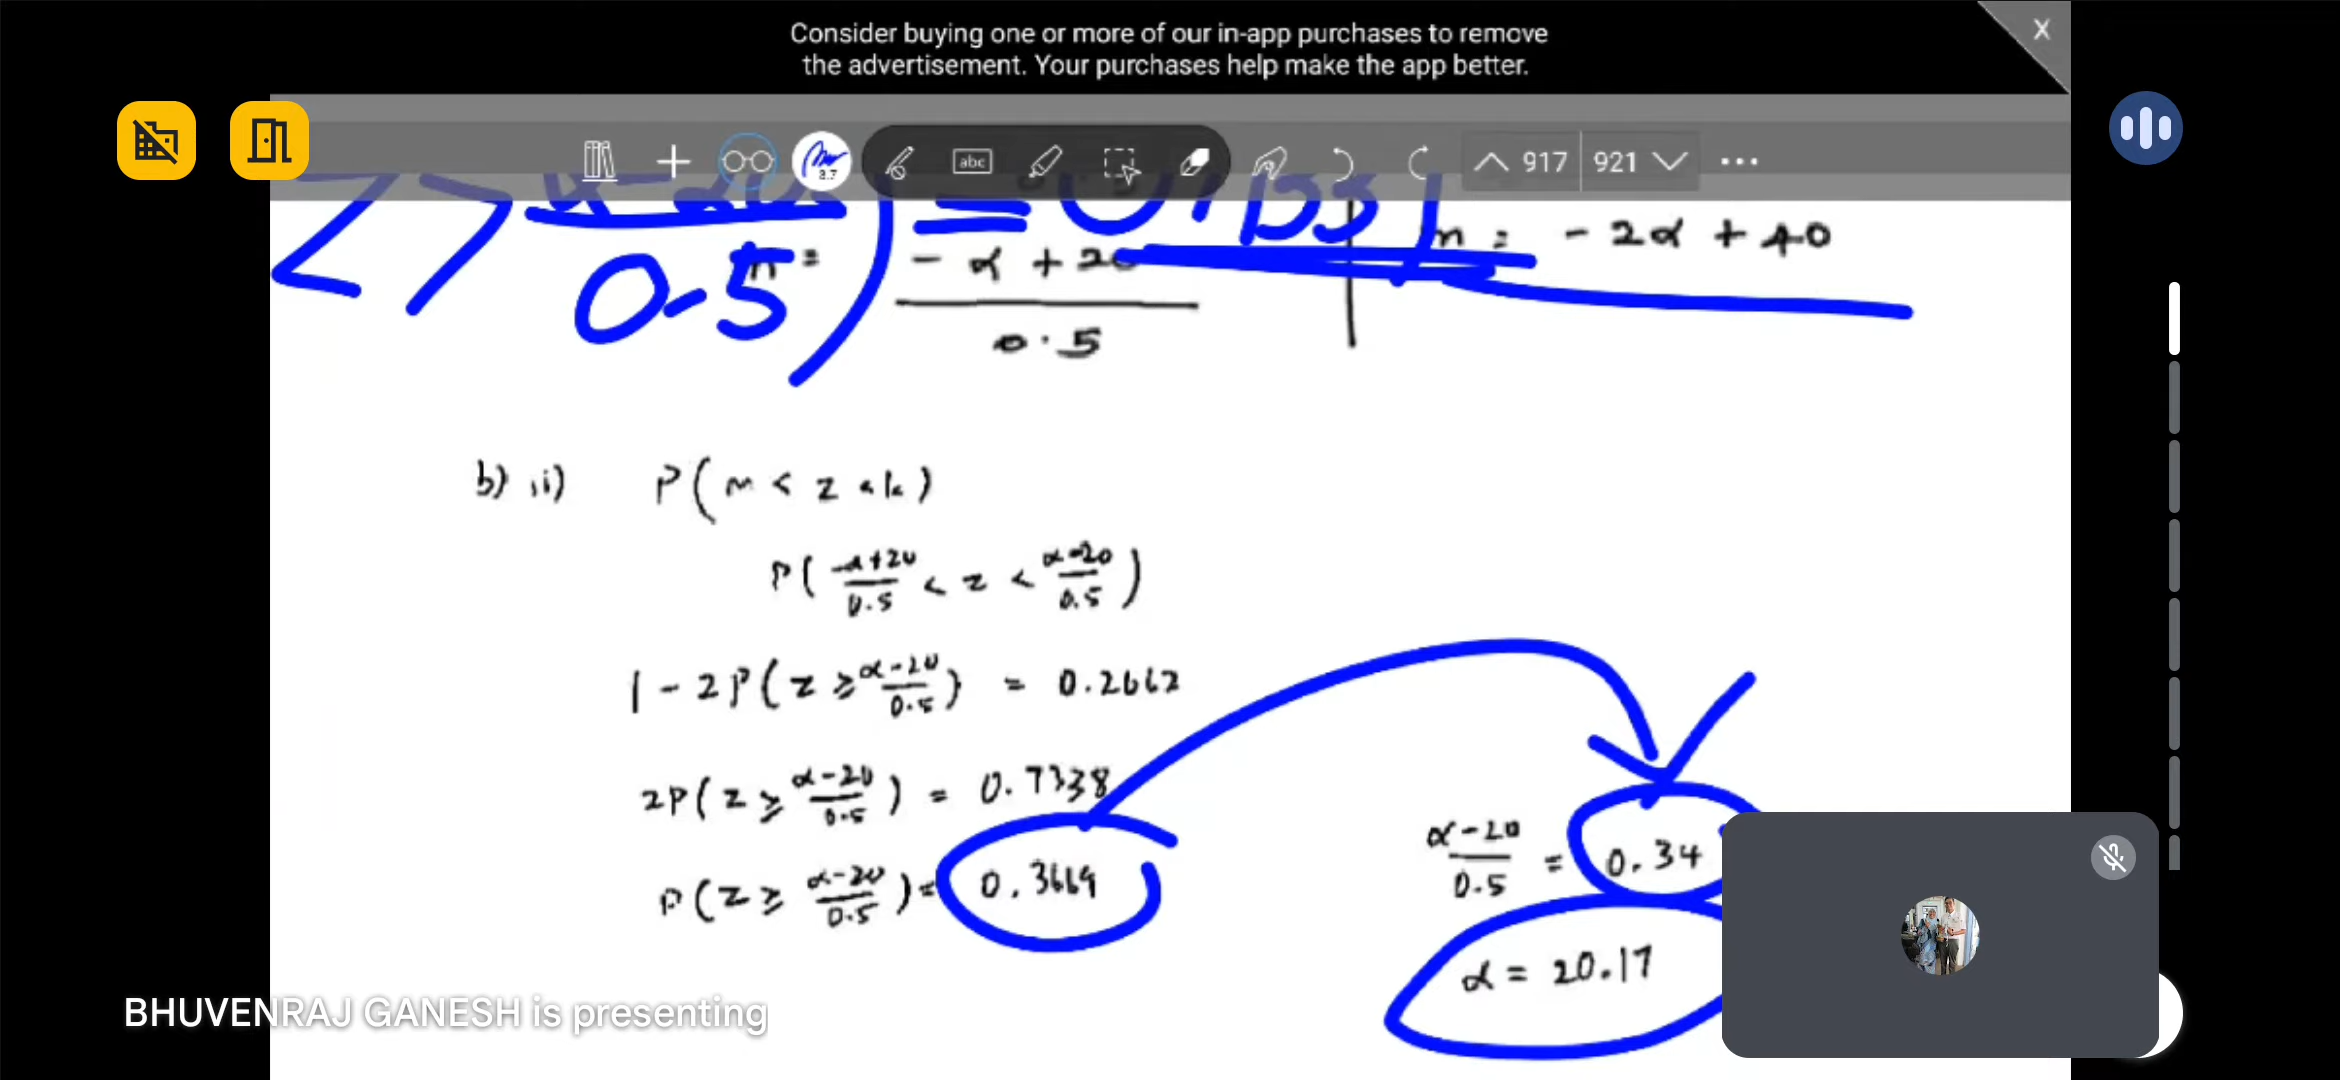 Consider buying one or more of our in-app purchases to remove
the advertisement. Your purchases help make the app better.
X
abc
3.7
917 921
0.5
n =
- α + 20
0.5
n = - 2α + 40
b) ii) P( m < z < k )
P( -α+20/0.5 < z < α-20/0.5 )
1 - 2P( z ≥ α-20/0.5 ) = 0.2662
2P( z ≥ α-20/0.5 ) = 0.7338
P( z ≥ α-20/0.5 ) = 0.3669
α-20/0.5 = 0.34
α = 20.17
BHUVENRAJ GANESH is presenting